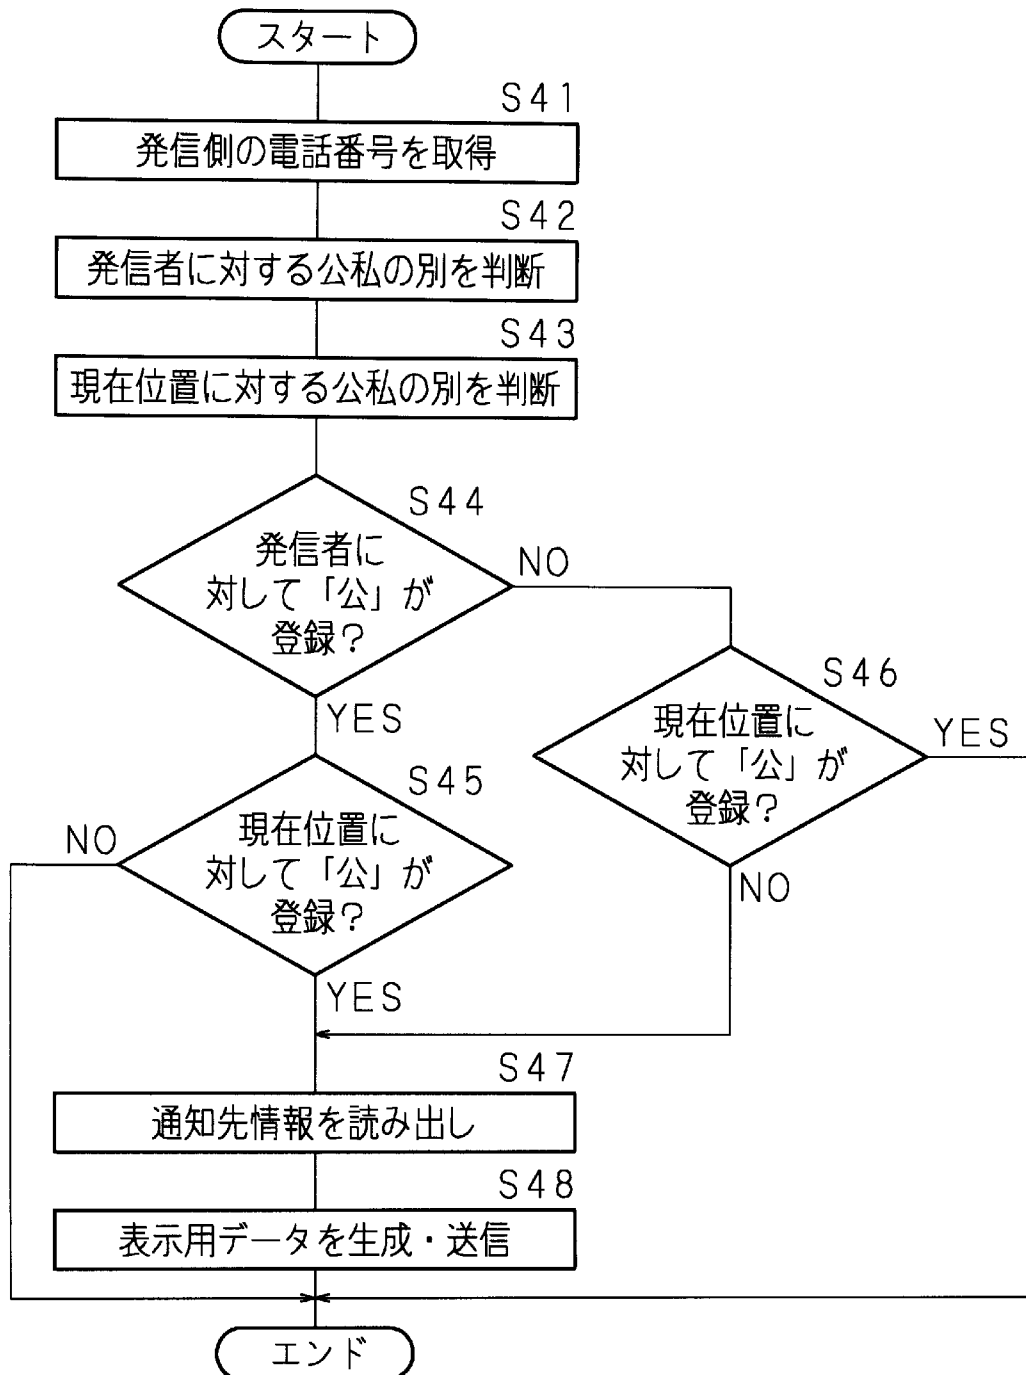 スタート
S41
発信側の電話番号を取得
S42
発信者に対する公私の別を判断
S43
現在位置に対する公私の別を判断
S44
発信者に
対して「公」が
登録？
NO
YES
S46
現在位置に
対して「公」が
登録？
YES
NO
S45
現在位置に
対して「公」が
登録？
NO
YES
S47
通知先情報を読み出し
S48
表示用データを生成・送信
エンド